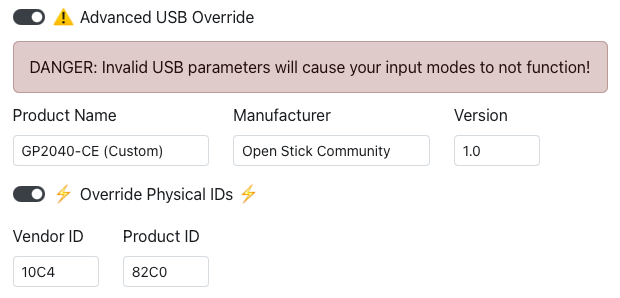 ⚠️ Advanced USB Override
DANGER: Invalid USB parameters will cause your input modes to not function!
Product Name Manufacturer Version
GP2040-CE (Custom) Open Stick Community 1.0
⚡ Override Physical IDs ⚡
Vendor ID Product ID
10C4 82C0